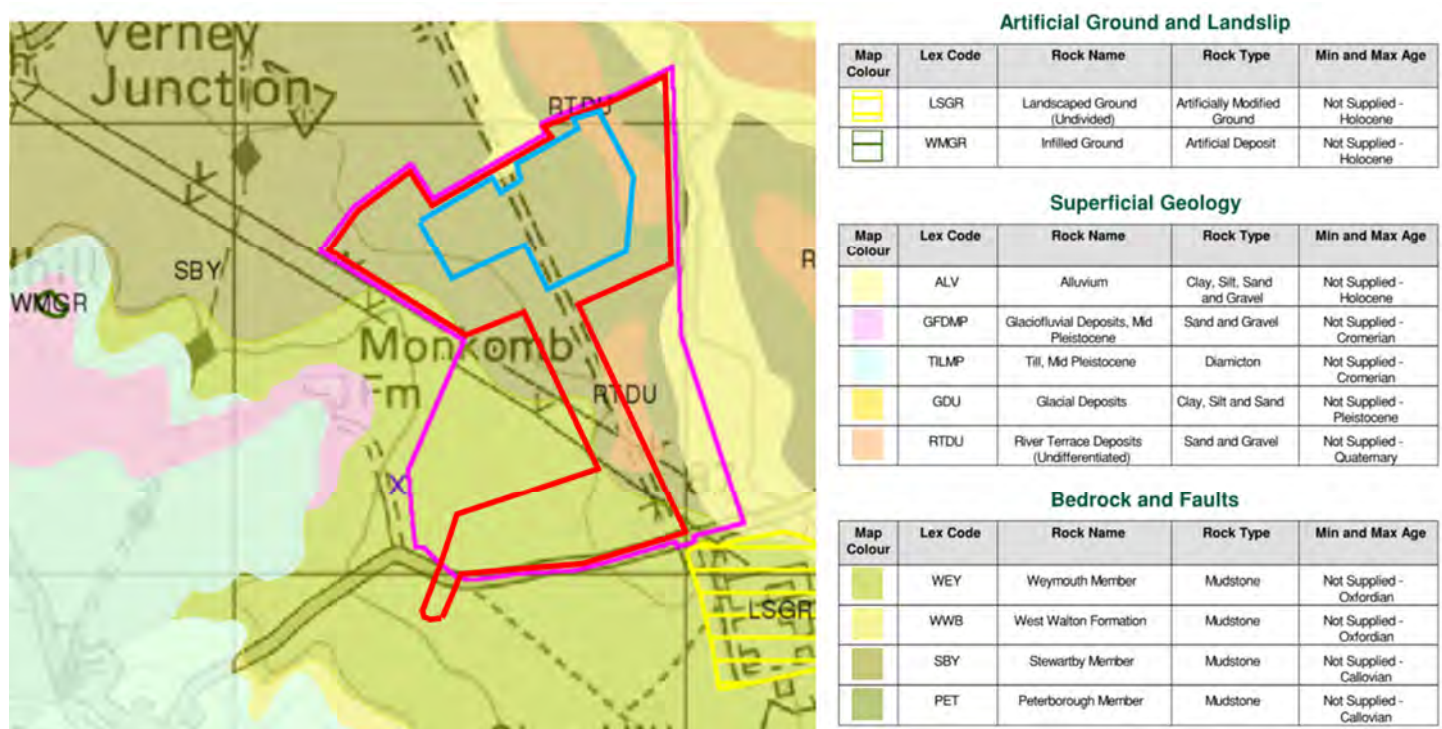 Verney
Junction
RTDU
SBY
WMGR
Monkomb
Fm
RTDU
R
LSGR
X
Artificial Ground and Landslip
Map Colour Lex Code Rock Name Rock Type Min and Max Age
LSGR Landscaped Ground (Undivided) Artificially Modified Ground Not Supplied - Holocene
WMGR Infilled Ground Artificial Deposit Not Supplied - Holocene
Superficial Geology
Map Colour Lex Code Rock Name Rock Type Min and Max Age
ALV Alluvium Clay, Silt, Sand and Gravel Not Supplied - Holocene
GFDMP Glaciofluvial Deposits, Mid Pleistocene Sand and Gravel Not Supplied - Cromerian
TILMP Till, Mid Pleistocene Diamicton Not Supplied - Cromerian
GDU Glacial Deposits Clay, Silt and Sand Not Supplied - Pleistocene
RTDU River Terrace Deposits (Undifferentiated) Sand and Gravel Not Supplied - Quaternary
Bedrock and Faults
Map Colour Lex Code Rock Name Rock Type Min and Max Age
WEY Weymouth Member Mudstone Not Supplied - Oxfordian
WWB West Walton Formation Mudstone Not Supplied - Oxfordian
SBY Stewartby Member Mudstone Not Supplied - Callovian
PET Peterborough Member Mudstone Not Supplied - Callovian